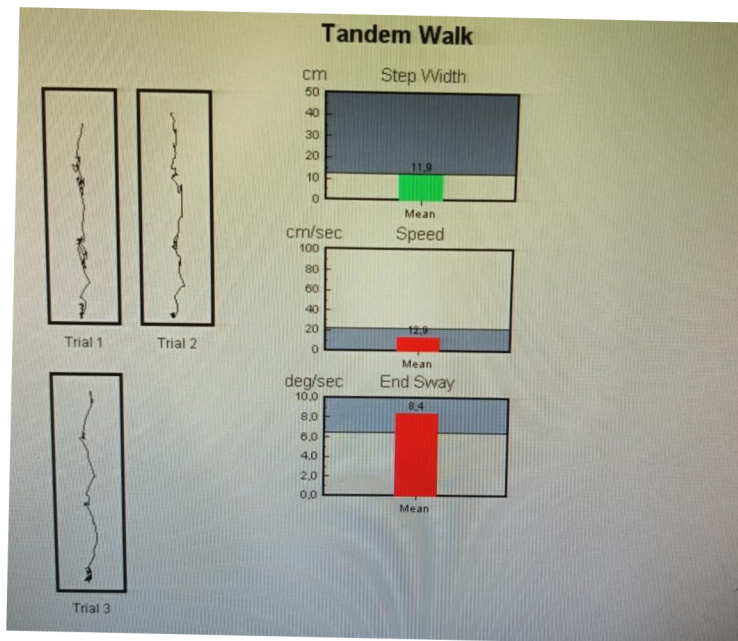 Tandem Walk
cm Step Width
50
40
30
20
10
0
11,9
Mean
cm/sec Speed
100
80
60
40
20
0
12,9
Mean
deg/sec End Sway
10,0
8,0
6,0
4,0
2,0
0,0
8,4
Mean
Trial 1 Trial 2
Trial 3